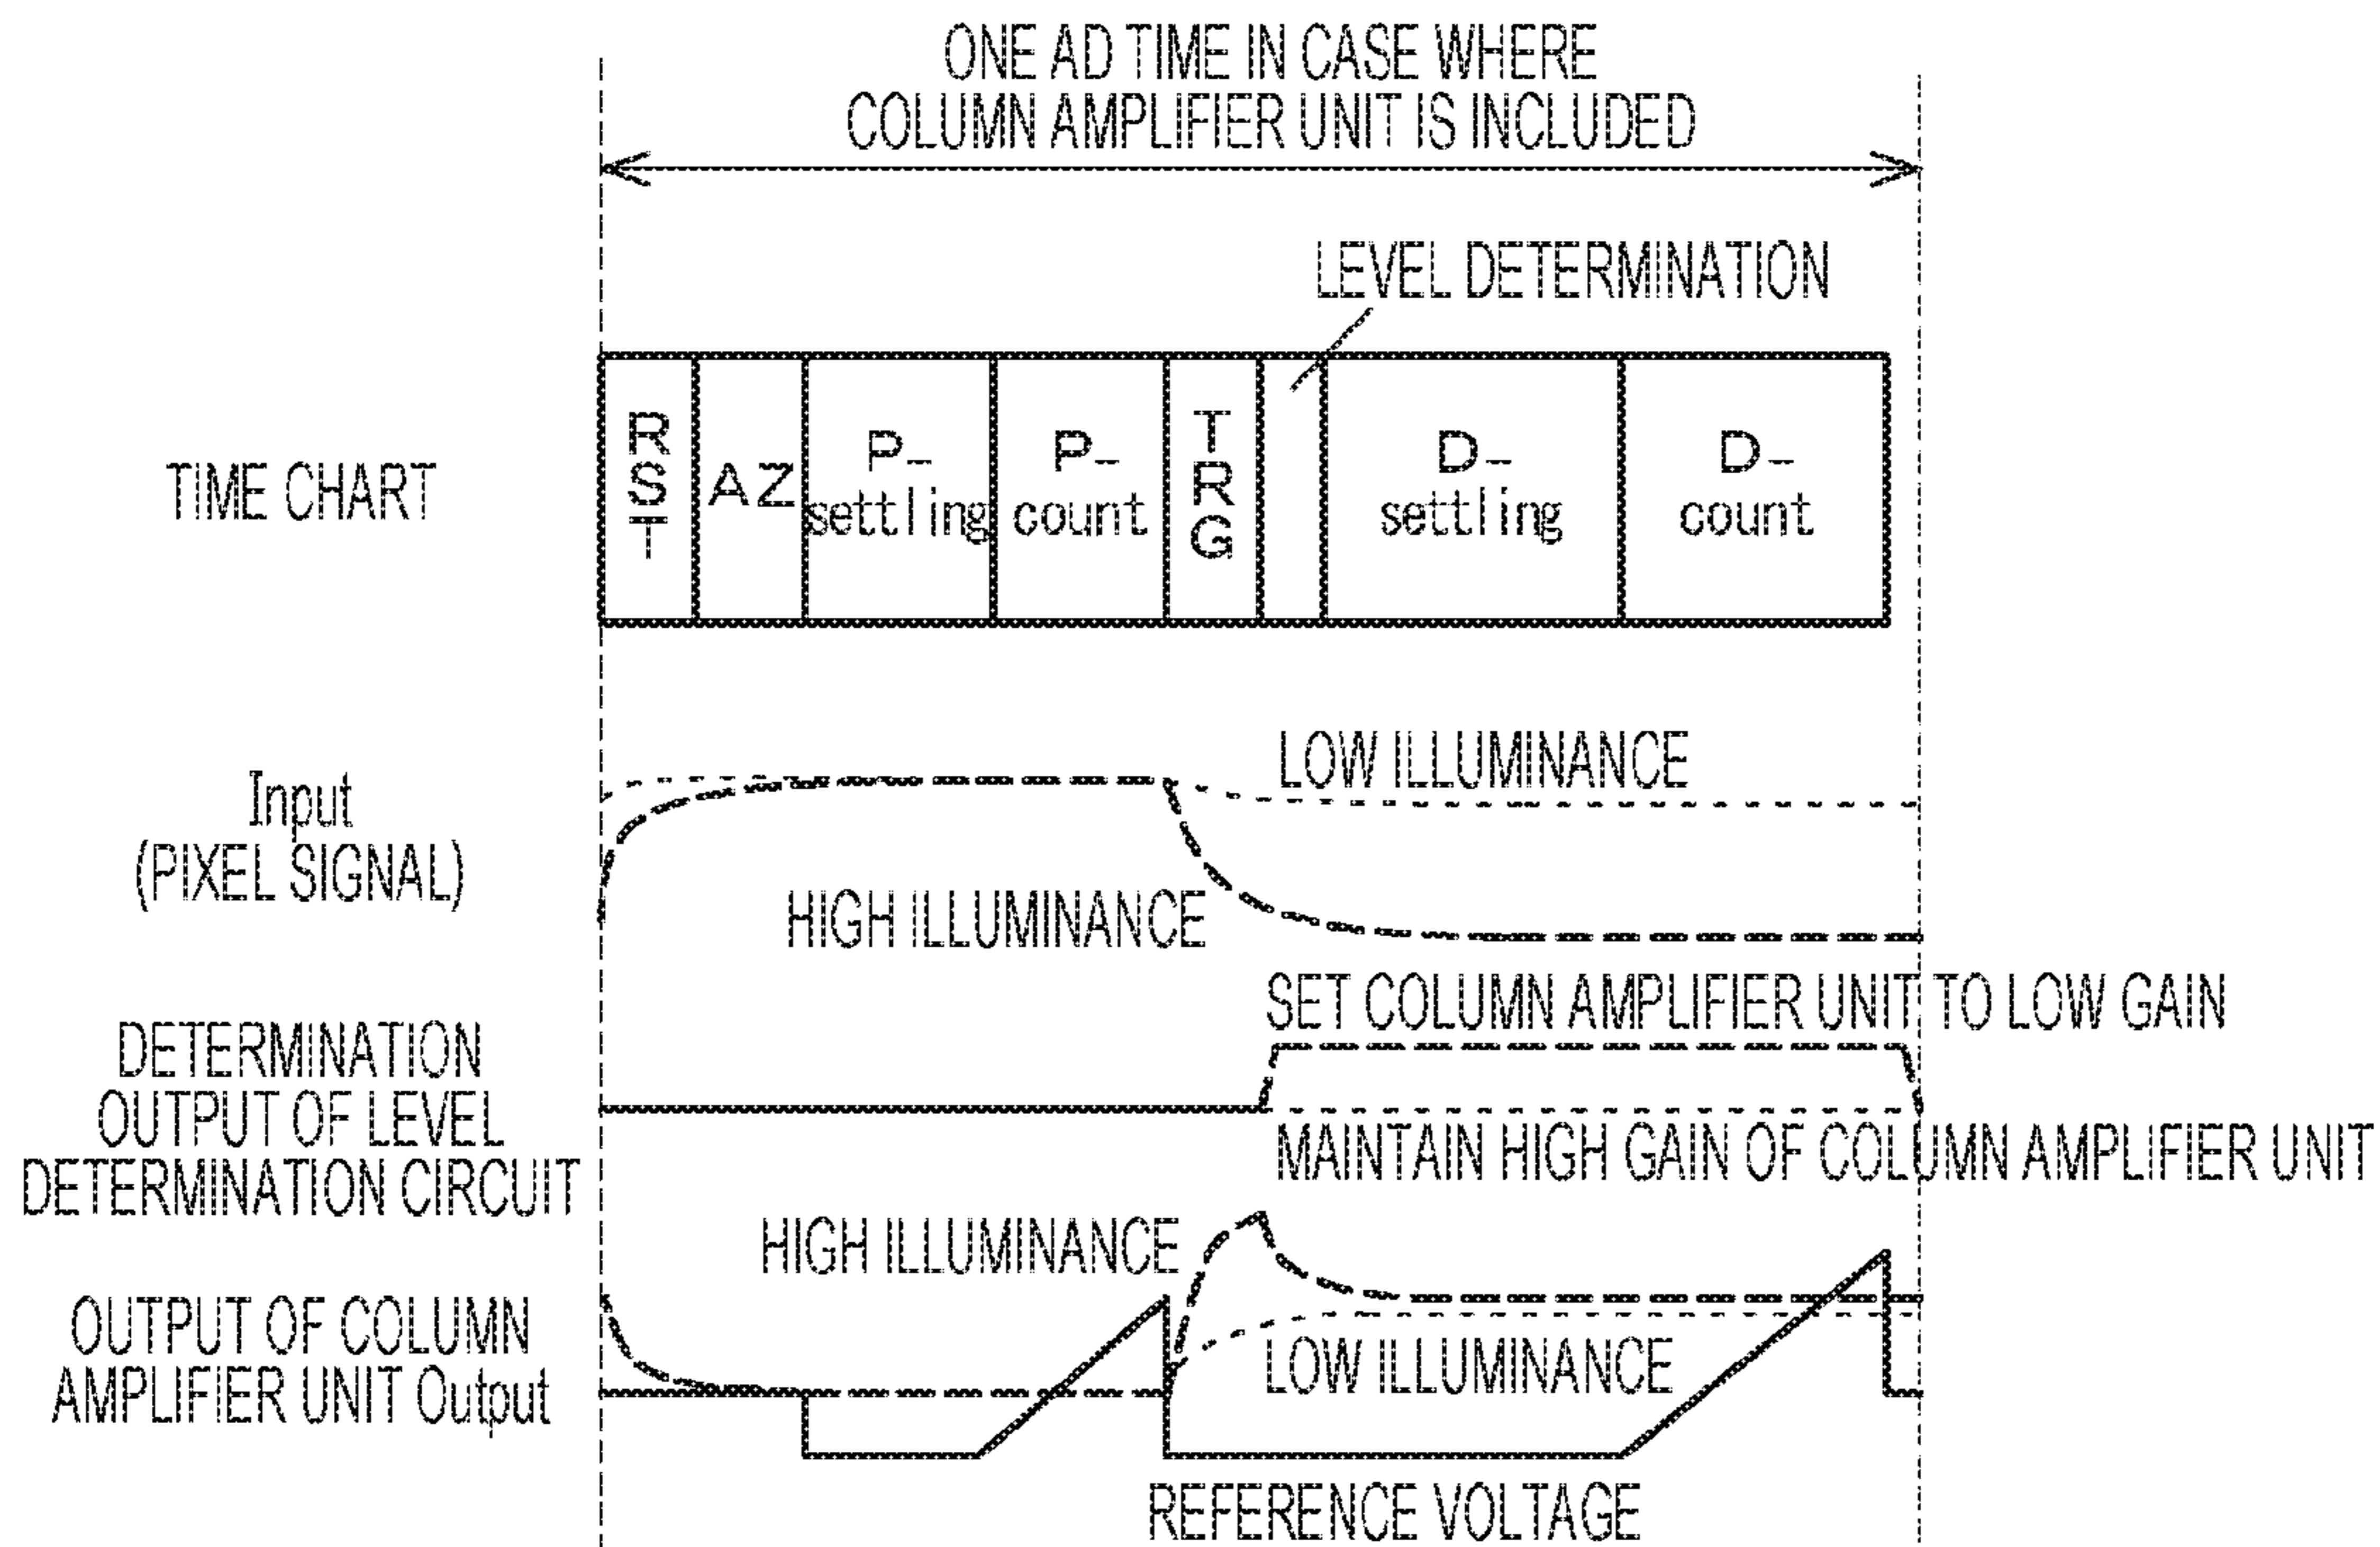 ONE AD TIME IN CASE WHERE
COLUMN AMPLIFIER UNIT IS INCLUDED
LEVEL DETERMINATION
TIME CHART
RST
AZ
P-
settling
P-
count
TRG
D-
settling
D-
count
Input
(PIXEL SIGNAL)
LOW ILLUMINANCE
HIGH ILLUMINANCE
DETERMINATION
OUTPUT OF LEVEL
DETERMINATION CIRCUIT
SET COLUMN AMPLIFIER UNIT TO LOW GAIN
MAINTAIN HIGH GAIN OF COLUMN AMPLIFIER UNIT
HIGH ILLUMINANCE
OUTPUT OF COLUMN
AMPLIFIER UNIT Output
LOW ILLUMINANCE
REFERENCE VOLTAGE